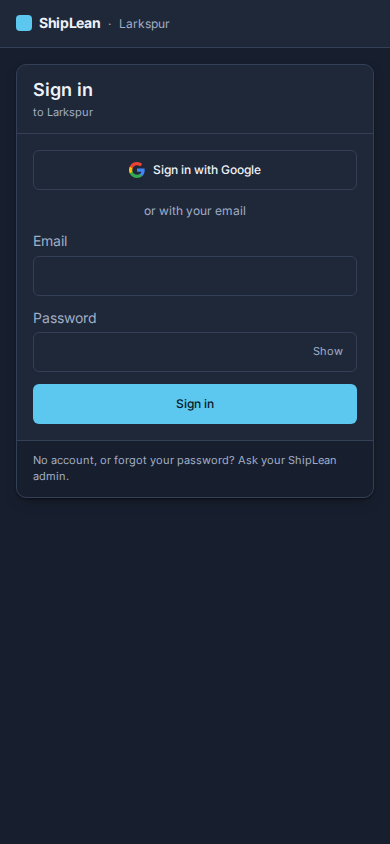 ShipLean · Larkspur
Sign in
to Larkspur
Sign in with Google
or with your email
Email
Password
Show
Sign in
No account, or forgot your password? Ask your ShipLean
admin.